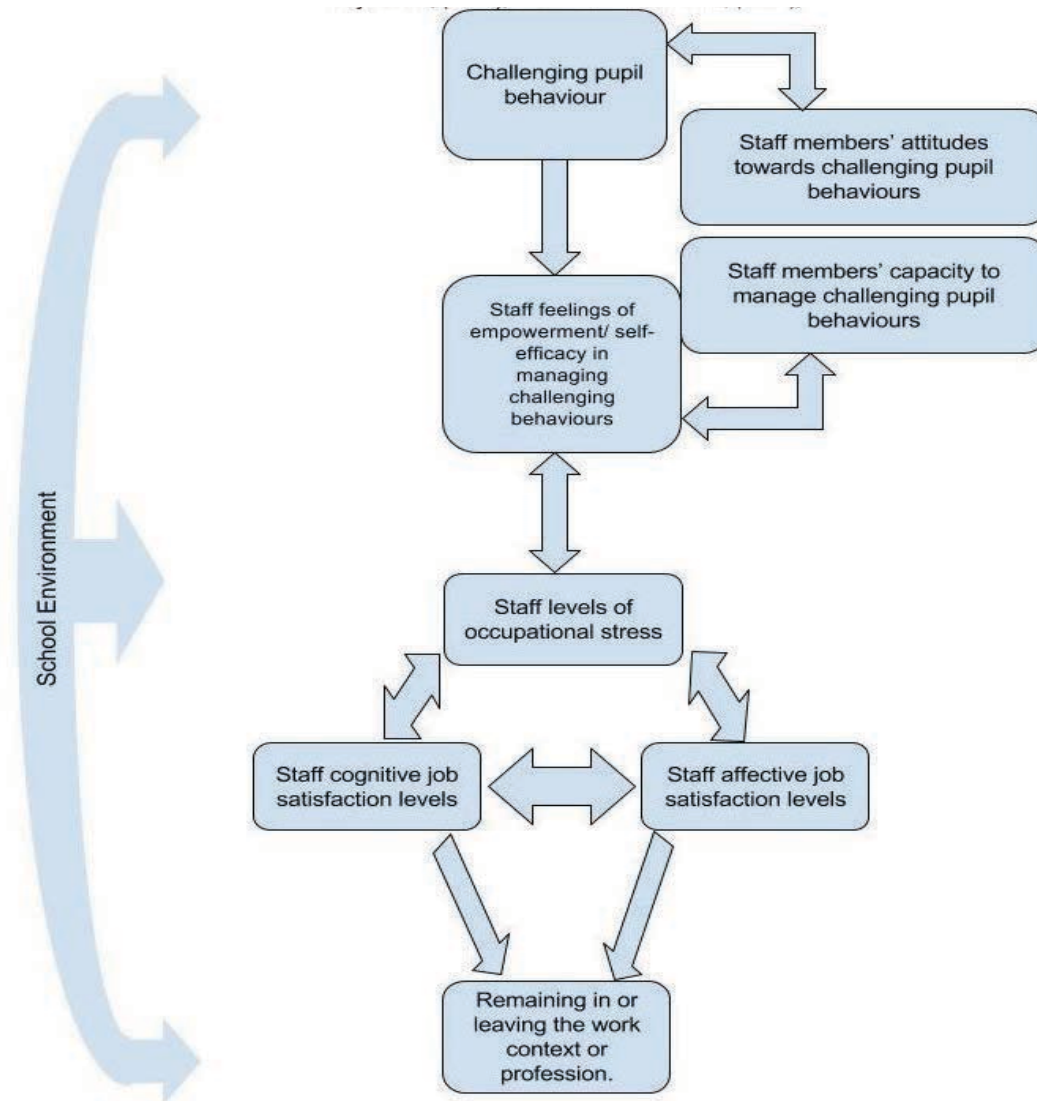 Challenging pupil
behaviour
Staff members’ attitudes
towards challenging pupil
behaviours
Staff members’ capacity to
manage challenging pupil
behaviours
Staff feelings of
empowerment/ self-
efficacy in
managing
challenging
behaviours
School Environment
Staff levels of
occupational stress
Staff cognitive job
satisfaction levels
Staff affective job
satisfaction levels
Remaining in or
leaving the work
context or
profession.